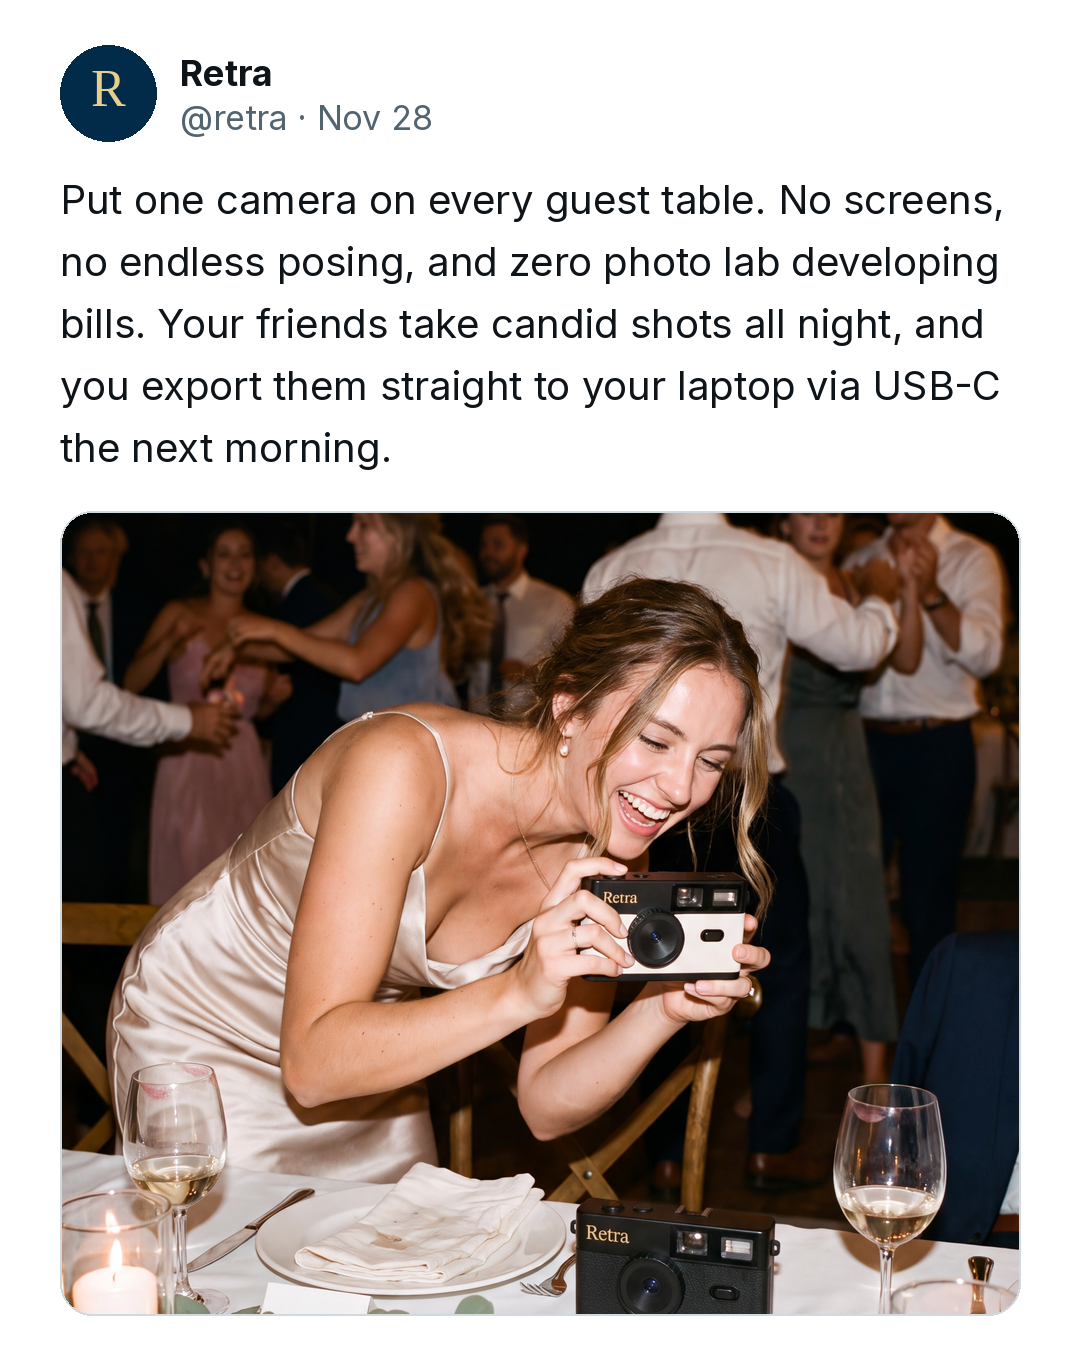 R
Retra
@retra · Nov 28
Put one camera on every guest table. No screens,
no endless posing, and zero photo lab developing
bills. Your friends take candid shots all night, and
you export them straight to your laptop via USB-C
the next morning.
Retra
Retra